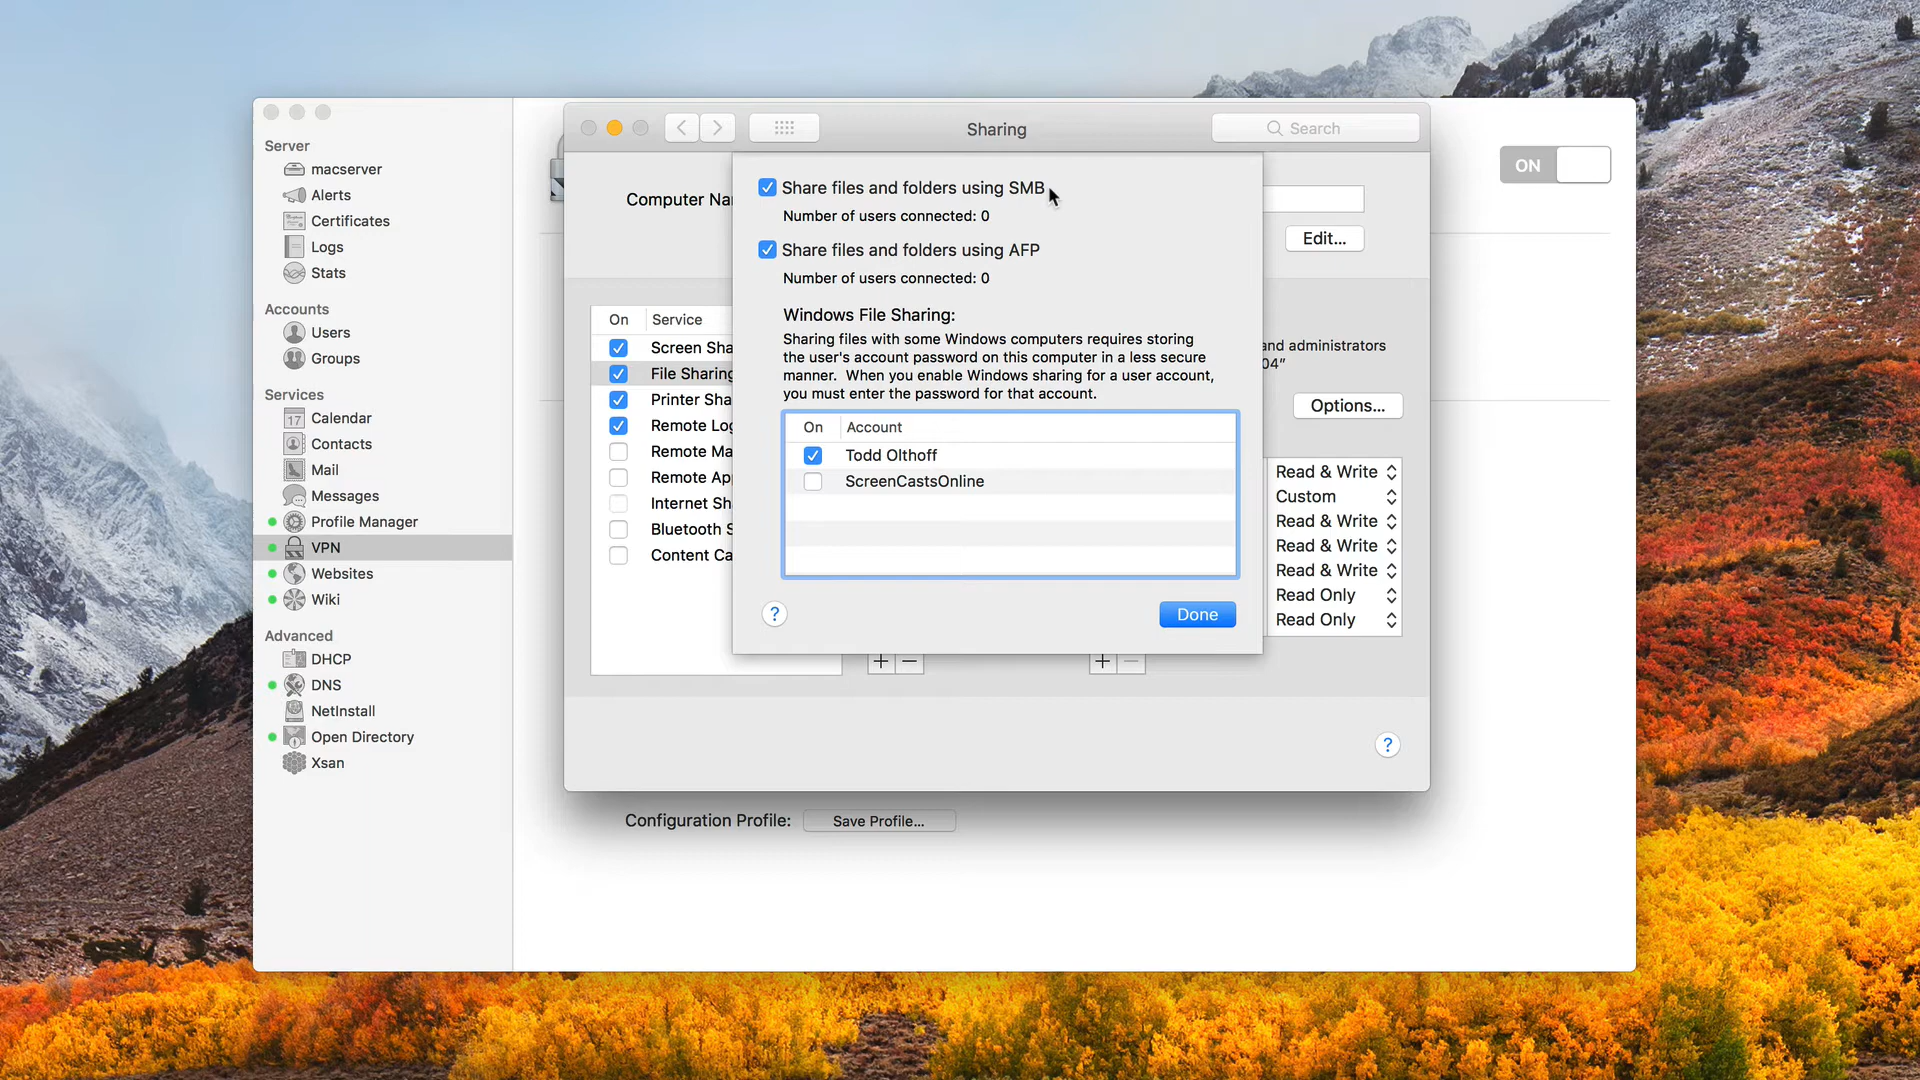 Server
macserver
Alerts
Certificates
Logs
Stats
Accounts
Users
Groups
Services
17 Calendar
Contacts
Mail
Messages
Profile Manager
VPN
Websites
Wiki
Advanced
DHCP
DNS
NetInstall
Open Directory
Xsan
Sharing
Search
ON
Computer Na
Edit...
On Service
Screen Sha
File Sharing
Printer Sha
Remote Log
Remote Ma
Remote Ap
Internet Sh
Bluetooth S
Content Ca
Share files and folders using SMB
Number of users connected: 0
Share files and folders using AFP
Number of users connected: 0
Windows File Sharing:
Sharing files with some Windows computers requires storing
the user's account password on this computer in a less secure
manner. When you enable Windows sharing for a user account,
you must enter the password for that account.
On Account
Todd Olthoff
ScreenCastsOnline
? Done
and administrators
04”
Options...
Read & Write
Custom
Read & Write
Read & Write
Read & Write
Read Only
Read Only
+ −
+ −
?
Configuration Profile: Save Profile...